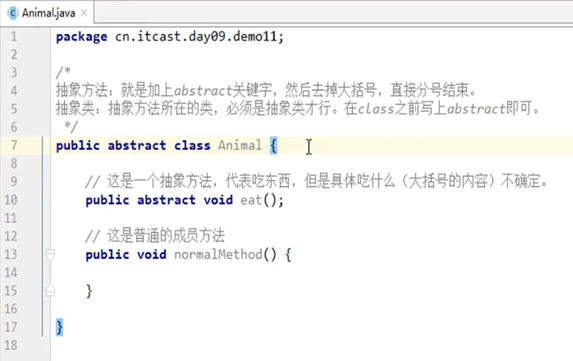 Animal.java
1 package cn.itcast.day09.demo11;
2
3 /*
4 抽象方法：就是加上abstract关键字，然后去掉大括号，直接分号结束。
5 抽象类：抽象方法所在的类，必须是抽象类才行。在class之前写上abstract即可。
6 */
7 public abstract class Animal {
8
9 // 这是一个抽象方法，代表吃东西，但是具体吃什么（大括号的内容）不确定。
10 public abstract void eat();
11
12 // 这是普通的成员方法
13 public void normalMethod() {
14
15 }
16
17 }
18